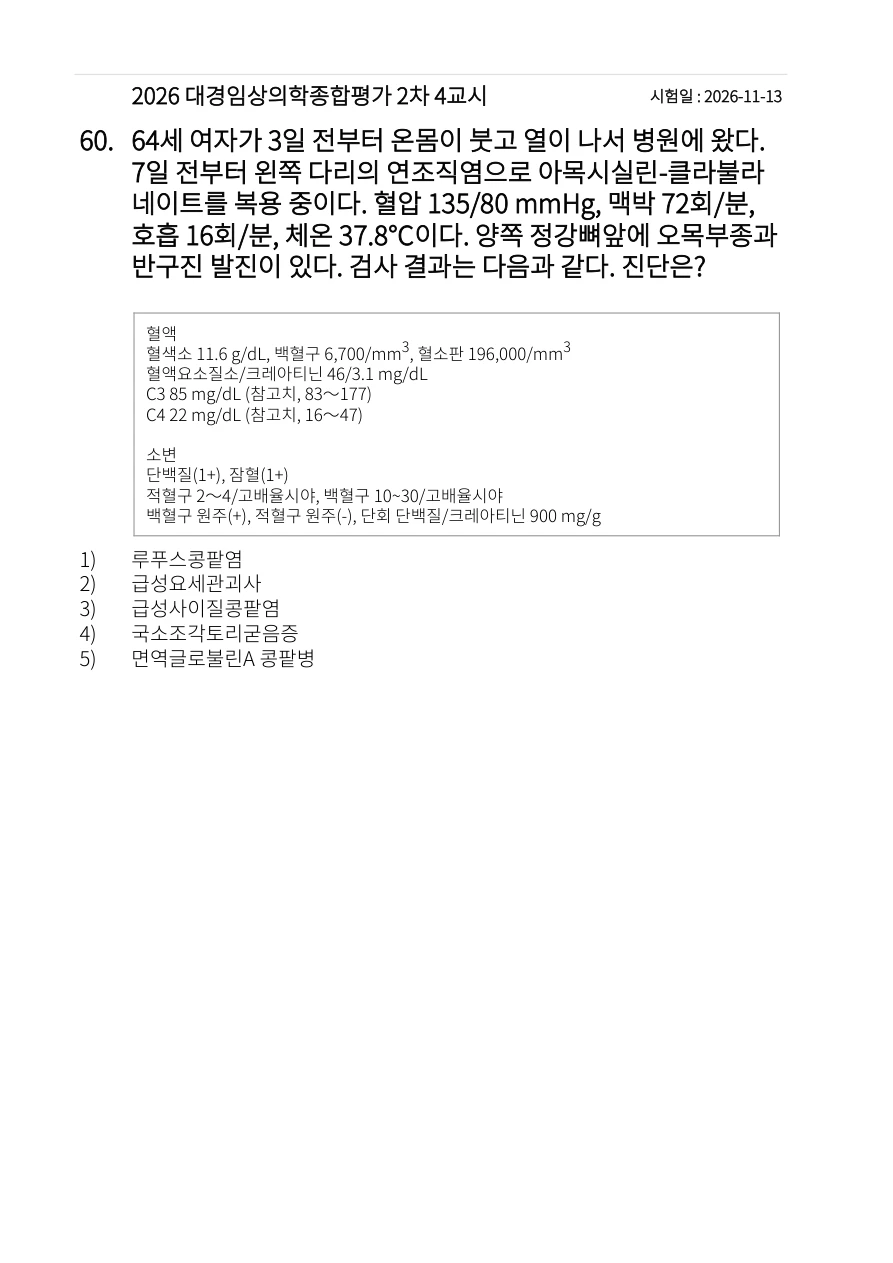 2026 대경임상의학종합평가 2차 4교시
시험일 : 2026-11-13
60. 64세 여자가 3일 전부터 온몸이 붓고 열이 나서 병원에 왔다.
7일 전부터 왼쪽 다리의 연조직염으로 아목시실린-클라불라
네이트를 복용 중이다. 혈압 135/80 mmHg, 맥박 72회/분,
호흡 16회/분, 체온 37.8℃이다. 양쪽 정강뼈앞에 오목부종과
반구진 발진이 있다. 검사 결과는 다음과 같다. 진단은?
혈액
혈색소 11.6 g/dL, 백혈구 6,700/mm³, 혈소판 196,000/mm³
혈액요소질소/크레아티닌 46/3.1 mg/dL
C3 85 mg/dL (참고치, 83～177)
C4 22 mg/dL (참고치, 16～47)
소변
단백질(1+), 잠혈(1+)
적혈구 2～4/고배율시야, 백혈구 10~30/고배율시야
백혈구 원주(+), 적혈구 원주(-), 단회 단백질/크레아티닌 900 mg/g
1) 루푸스콩팥염
2) 급성요세관괴사
3) 급성사이질콩팥염
4) 국소조각토리굳음증
5) 면역글로불린A 콩팥병